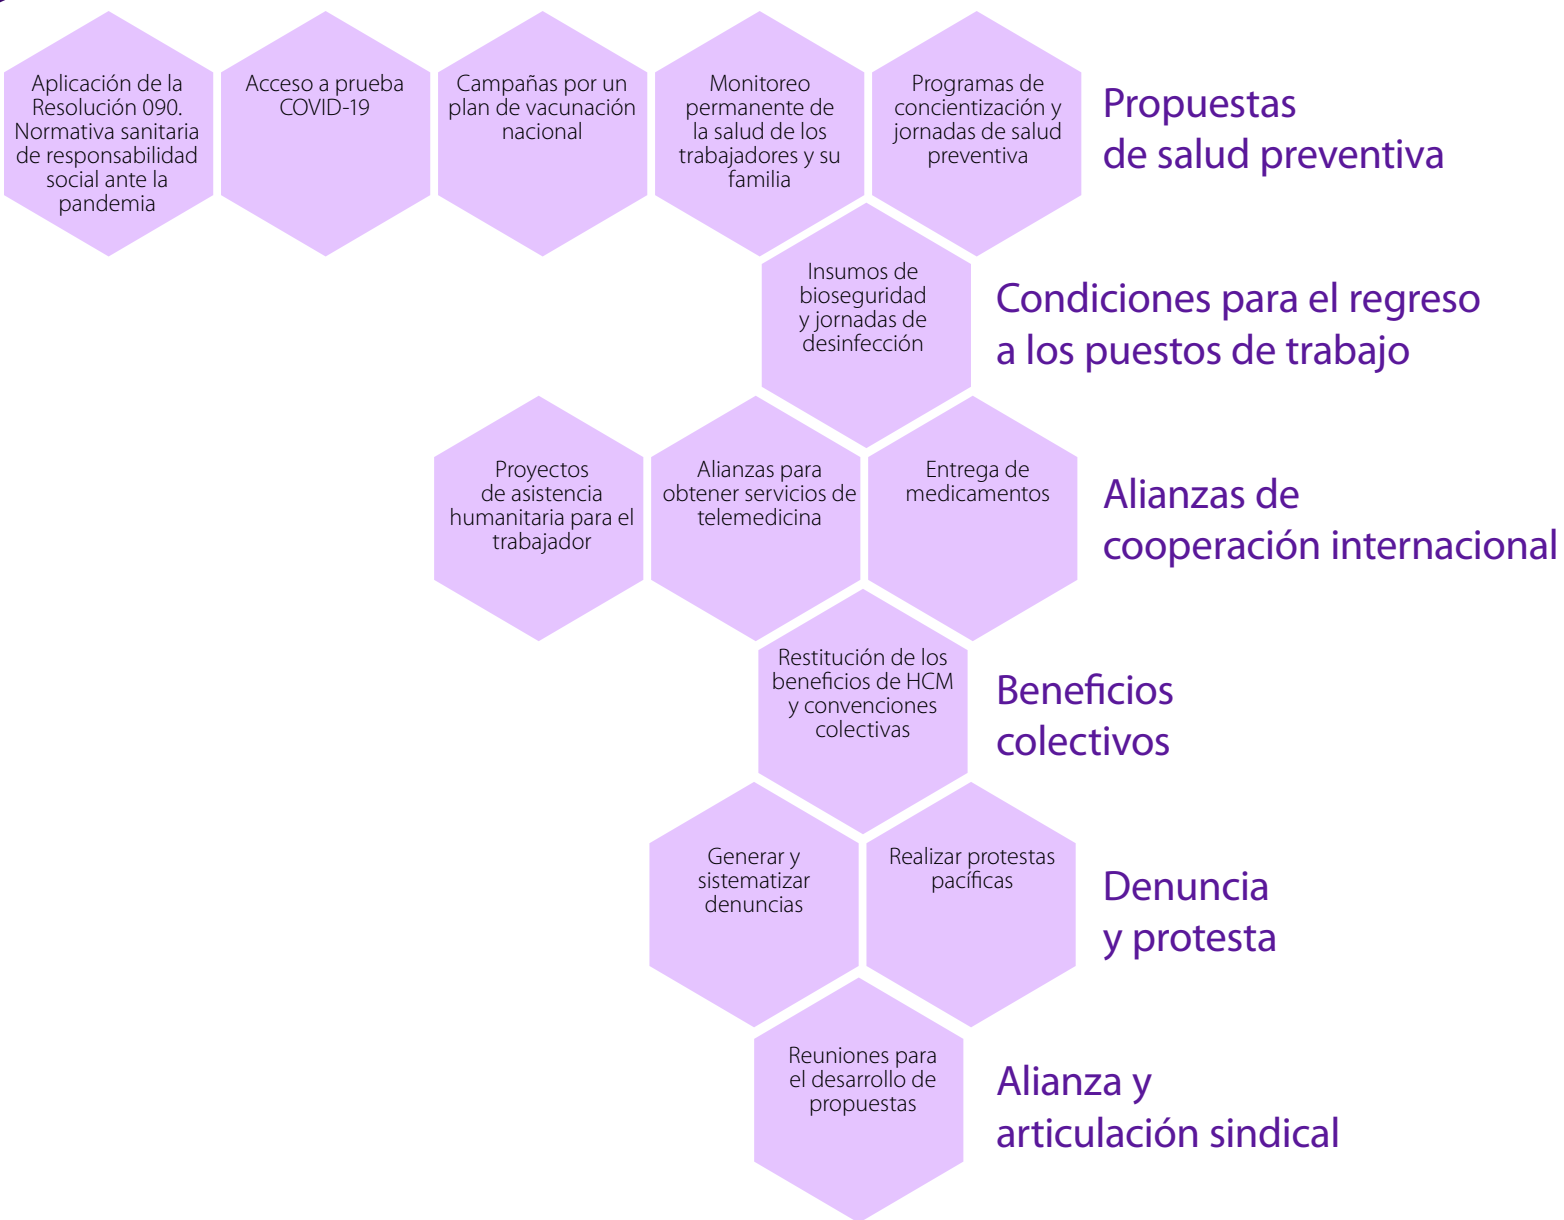 Aplicación de la
Resolución 090.
Normativa sanitaria
de responsabilidad
social ante la
pandemia
Acceso a prueba
COVID-19
Campañas por un
plan de vacunación
nacional
Monitoreo
permanente de
la salud de los
trabajadores y su
familia
Programas de
concientización y
jornadas de salud
preventiva
Propuestas
de salud preventiva
Insumos de
bioseguridad
y jornadas de
desinfección
Condiciones para el regreso
a los puestos de trabajo
Proyectos
de asistencia
humanitaria para el
trabajador
Alianzas para
obtener servicios de
telemedicina
Entrega de
medicamentos
Alianzas de
cooperación internacional
Restitución de los
beneficios de HCM
y convenciones
colectivas
Beneficios
colectivos
Generar y
sistematizar
denuncias
Realizar protestas
pacíficas
Denuncia
y protesta
Reuniones para
el desarrollo de
propuestas
Alianza y
articulación sindical